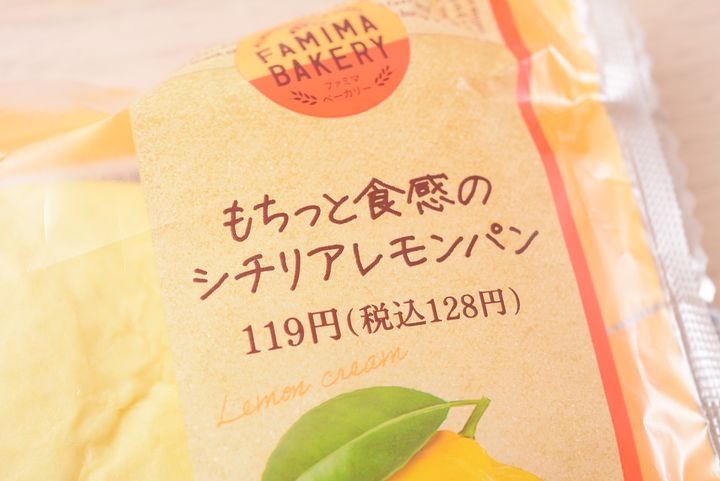 FAMIMA
BAKERY
ファミマ
ベーカリー
もちっと食感の
シチリアレモンパン
119円(税込128円)
Lemon cream